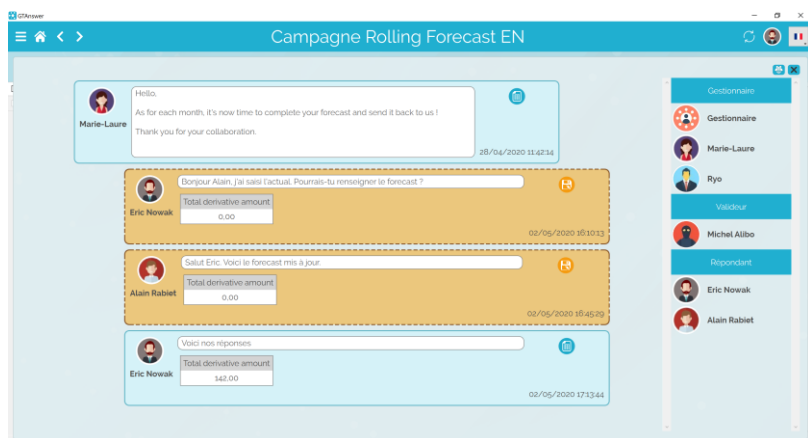 GTAnswer
Campagne Rolling Forecast EN
Hello,
As for each month, it's now time to complete your forecast and send it back to us !
Thank you for your collaboration.
Marie-Laure
28/04/2020 11:42:14
Bonjour Alain, j'ai saisi l'actual. Pourrais-tu renseigner le forecast ?
Total derivative amount
0,00
Eric Nowak
02/05/2020 16:10:13
Salut Eric. Voici le forecast mis à jour.
Total derivative amount
0,00
Alain Rabiet
02/05/2020 16:45:29
Voici nos réponses
Total derivative amount
142,00
Eric Nowak
02/05/2020 17:13:44
Gestionnaire
Gestionnaire
Marie-Laure
Ryo
Valideur
Michel Alibo
Répondant
Eric Nowak
Alain Rabiet